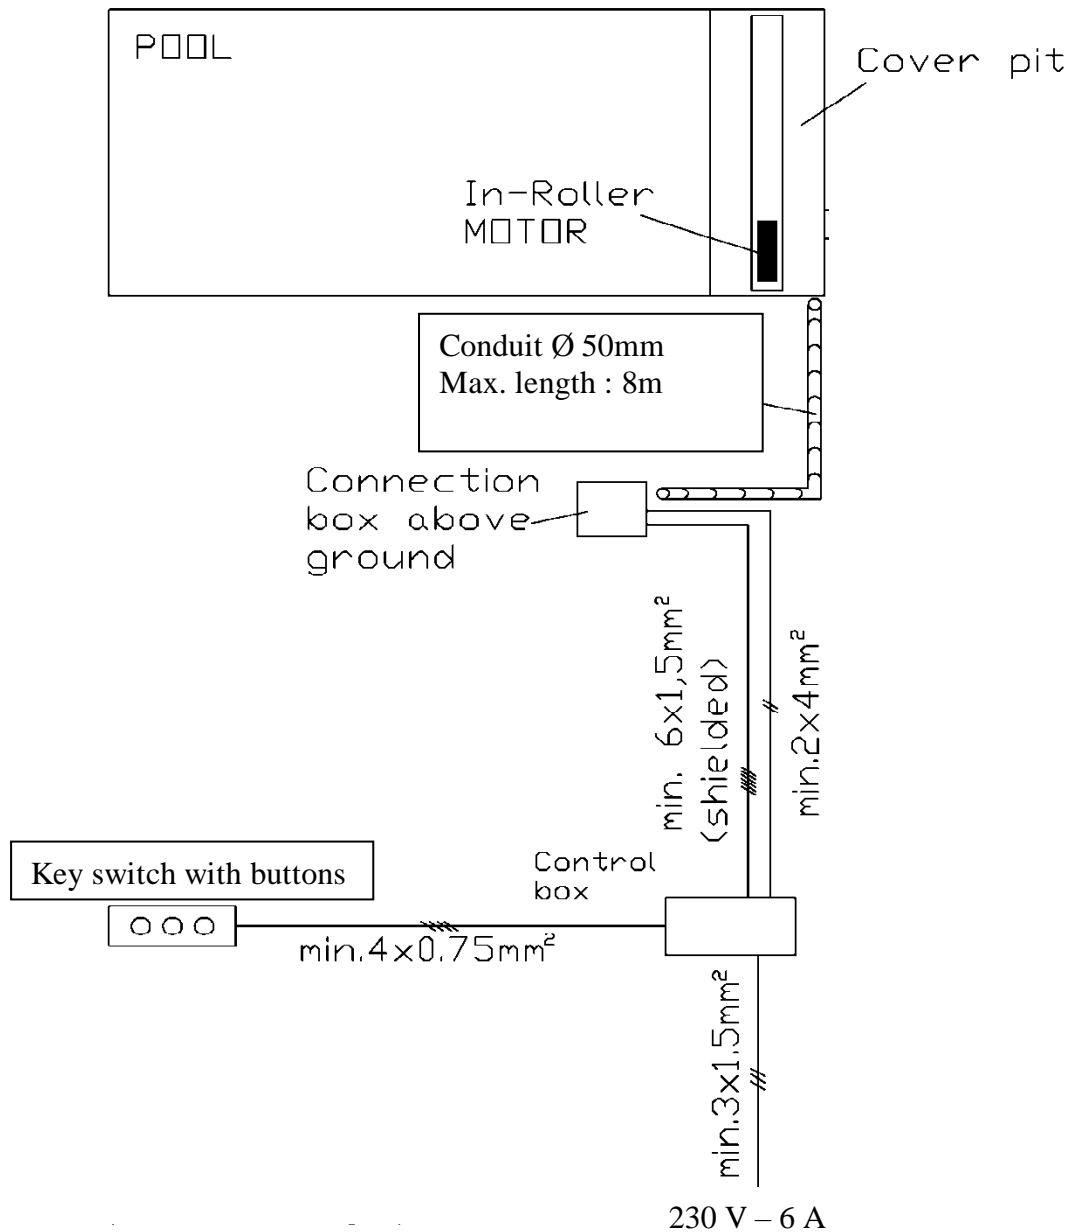 POOL
Cover pit
In-Roller
MOTOR
Conduit Ø 50mm
Max. length : 8m
Connection
box above
ground
min. 6x1,5mm²
(shielded)
min.2x4mm²
Key switch with buttons
Control
box
min.4x0.75mm²
min.3x1.5mm²
230 V – 6 A